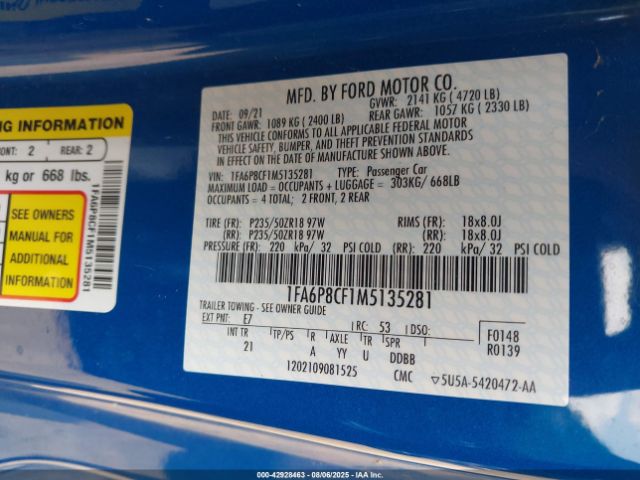 MFD. BY FORD MOTOR CO.
DATE: 09/21 GVWR: 2141 KG ( 4720 LB)
FRONT GAWR: 1089 KG ( 2400 LB) REAR GAWR: 1057 KG ( 2330 LB)
THIS VEHICLE CONFORMS TO ALL APPLICABLE FEDERAL MOTOR
VEHICLE SAFETY, BUMPER, AND THEFT PREVENTION STANDARDS
IN EFFECT ON THE DATE OF MANUFACTURE SHOWN ABOVE.
VIN: 1FA6P8CF1M5135281 TYPE: Passenger Car
MAXIMUM LOAD = OCCUPANTS + LUGGAGE = 303KG/ 668LB
OCCUPANTS = 4 TOTAL; 2 FRONT, 2 REAR
TIRE (FR): P235/50ZR18 97W RIMS (FR): 18x8.0J
(RR): P235/50ZR18 97W (RR): 18x8.0J
PRESSURE (FR): 220 kPa/ 32 PSI COLD (RR): 220 kPa/ 32 PSI COLD
1FA6P8CF1M5135281
TRAILER TOWING - SEE OWNER GUIDE
EXT PNT: E7 RC: 53 DSO: F0148
INT TR TP/PS R AXLE TR SPR R0139
21 A YY U DDBB
1202109081525 CMC 5U5A-5420472-AA
NG INFORMATION
RONT: 2 REAR: 2
kg or 668 lbs.
SEE OWNERS
MANUAL FOR
ADDITIONAL
INFORMATION
1FA6P8CF1M5135281
000-42928463 - 08/06/2025 - IAAI.com